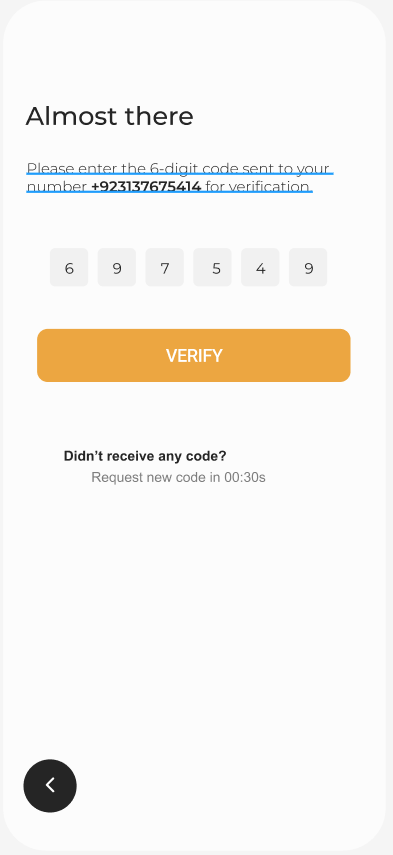 Almost there
Please enter the 6-digit code sent to your
number +923137675414 for verification.
6 9 7 5 4 9
VERIFY
Didn’t receive any code?
Request new code in 00:30s